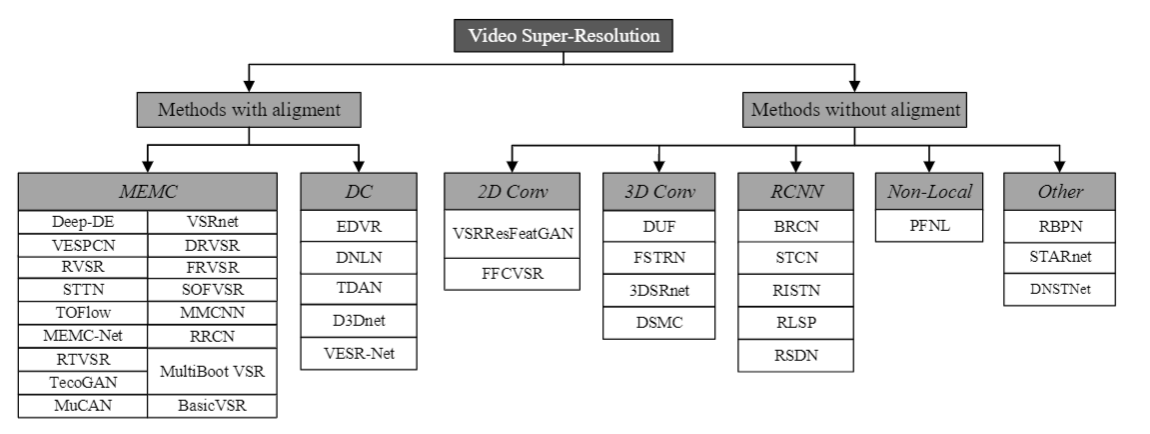 Video Super-Resolution
Methods with aligment
Methods without aligment
MEMC
Deep-DE
VSRnet
VESPCN
DRVSR
RVSR
FRVSR
STTN
SOFVSR
TOFlow
MMCNN
MEMC-Net
RRCN
RTVSR
MultiBoot VSR
TecoGAN
MuCAN
BasicVSR
DC
EDVR
DNLN
TDAN
D3Dnet
VESR-Net
2D Conv
VSRResFeatGAN
FFCVSR
3D Conv
DUF
FSTRN
3DSRnet
DSMC
RCNN
BRCN
STCN
RISTN
RLSP
RSDN
Non-Local
PFNL
Other
RBPN
STARnet
DNSTNet